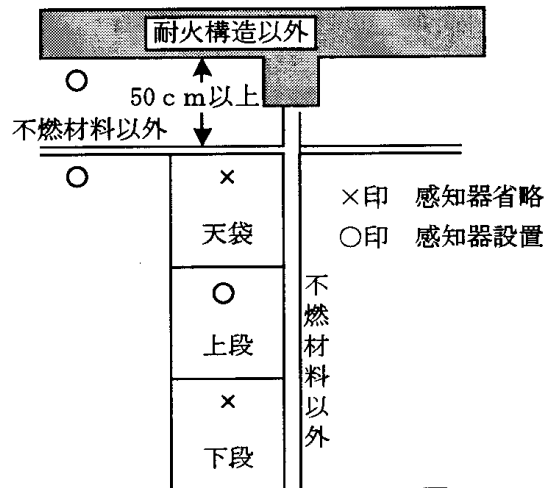 耐火構造以外
50cm以上
不燃材料以外
×印 感知器省略
○印 感知器設置
天袋
上段
下段
不燃材料以外